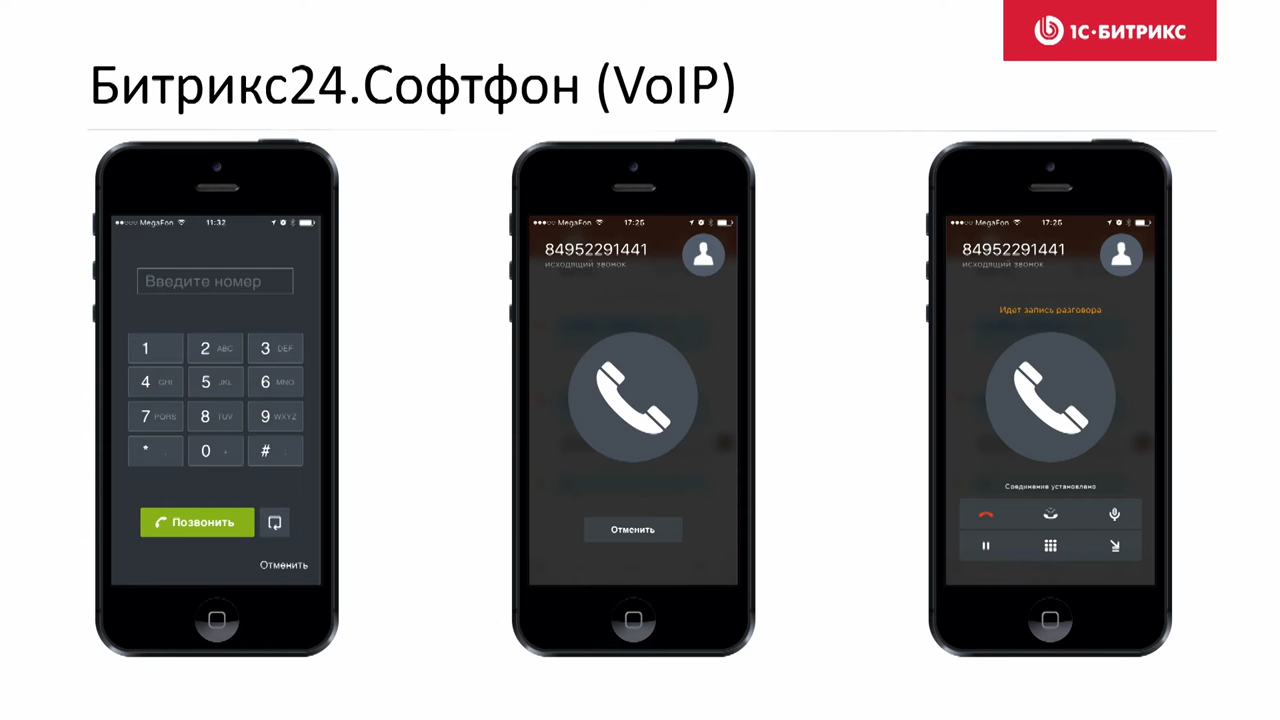 1С·БИТРИКС
Битрикс24.Софтфон (VoIP)
MegaFon 11:32
Введите номер
1 2 ABC 3 DEF
4 GHI 5 JKL 6 MNO
7 PQRS 8 TUV 9 WXYZ
* 0 + #
Позвонить
Отменить
MegaFon 17:25
84952291441
исходящий звонок
Отменить
MegaFon 17:25
84952291441
исходящий звонок
Идет запись разговора
Соединение установлено